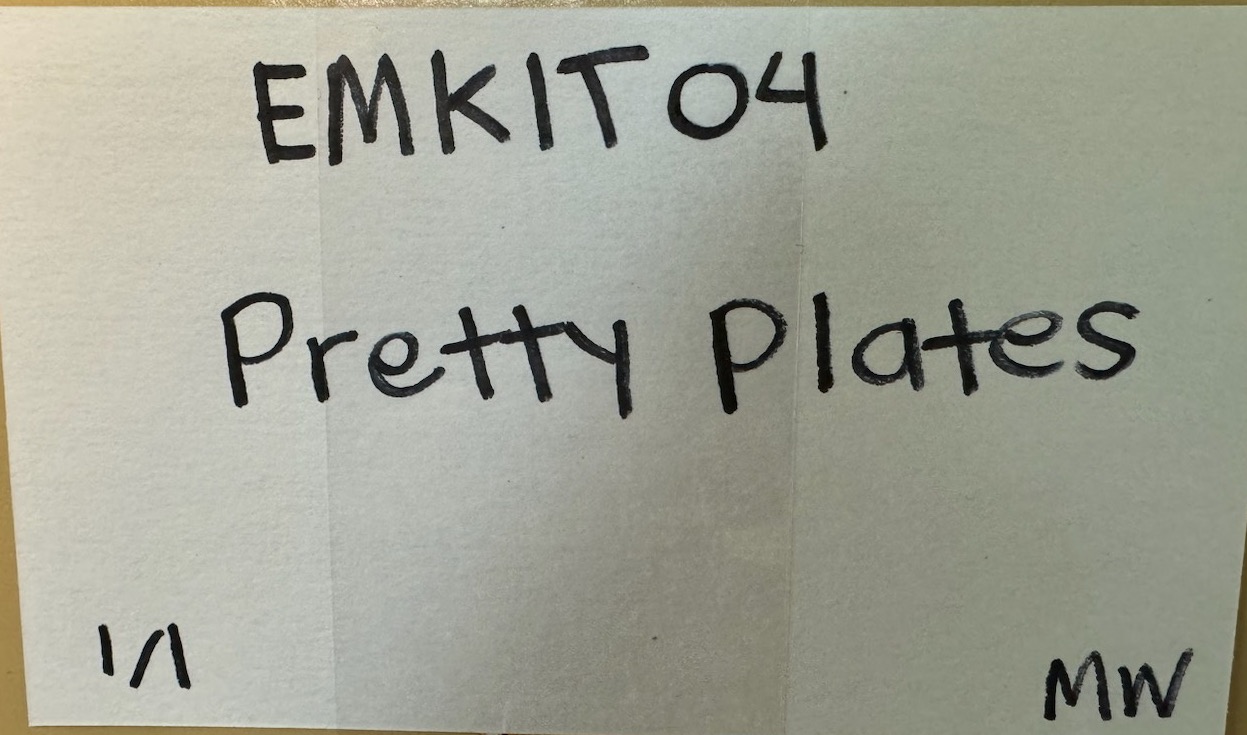 EMKIT04
Pretty Plates
1/1
MW